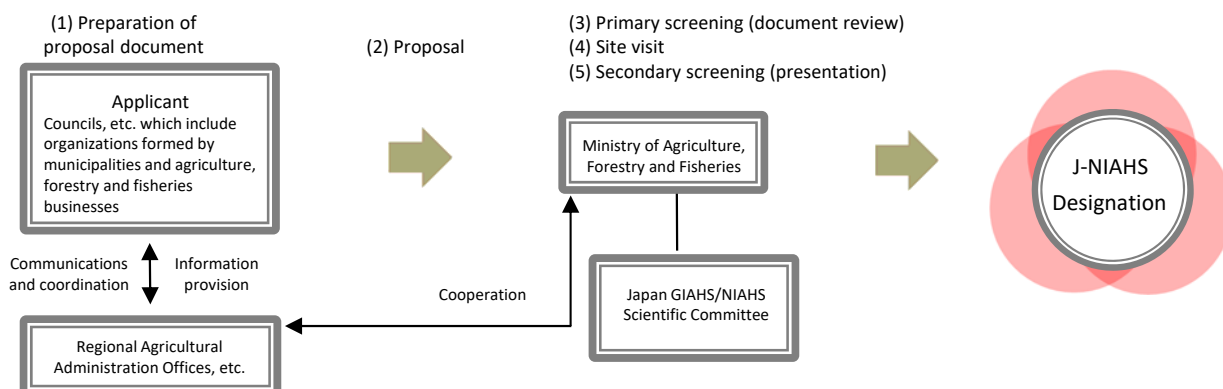 (1) Preparation of
proposal document
(2) Proposal
(3) Primary screening (document review)
(4) Site visit
(5) Secondary screening (presentation)
Applicant
Councils, etc. which include
organizations formed by
municipalities and agriculture,
forestry and fisheries
businesses
Ministry of Agriculture,
Forestry and Fisheries
J-NIAHS
Designation
Communications
and coordination
Information
provision
Cooperation
Japan GIAHS/NIAHS
Scientific Committee
Regional Agricultural
Administration Offices, etc.